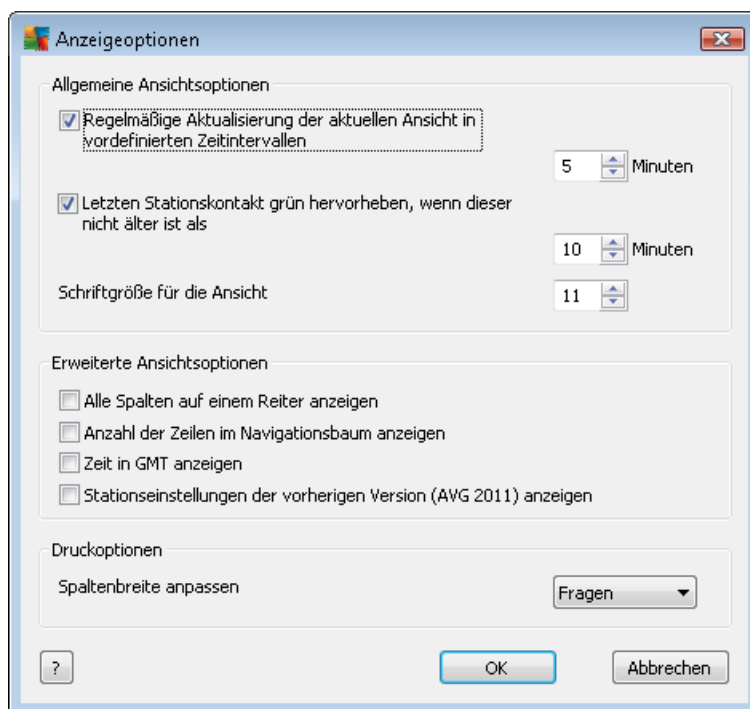 Anzeigeoptionen
Allgemeine Ansichtsoptionen
Regelmäßige Aktualisierung der aktuellen Ansicht in
vordefinierten Zeitintervallen
5 Minuten
Letzten Stationskontakt grün hervorheben, wenn dieser
nicht älter ist als
10 Minuten
Schriftgröße für die Ansicht 11
Erweiterte Ansichtsoptionen
Alle Spalten auf einem Reiter anzeigen
Anzahl der Zeilen im Navigationsbaum anzeigen
Zeit in GMT anzeigen
Stationseinstellungen der vorherigen Version (AVG 2011) anzeigen
Druckoptionen
Spaltenbreite anpassen Fragen
? OK Abbrechen